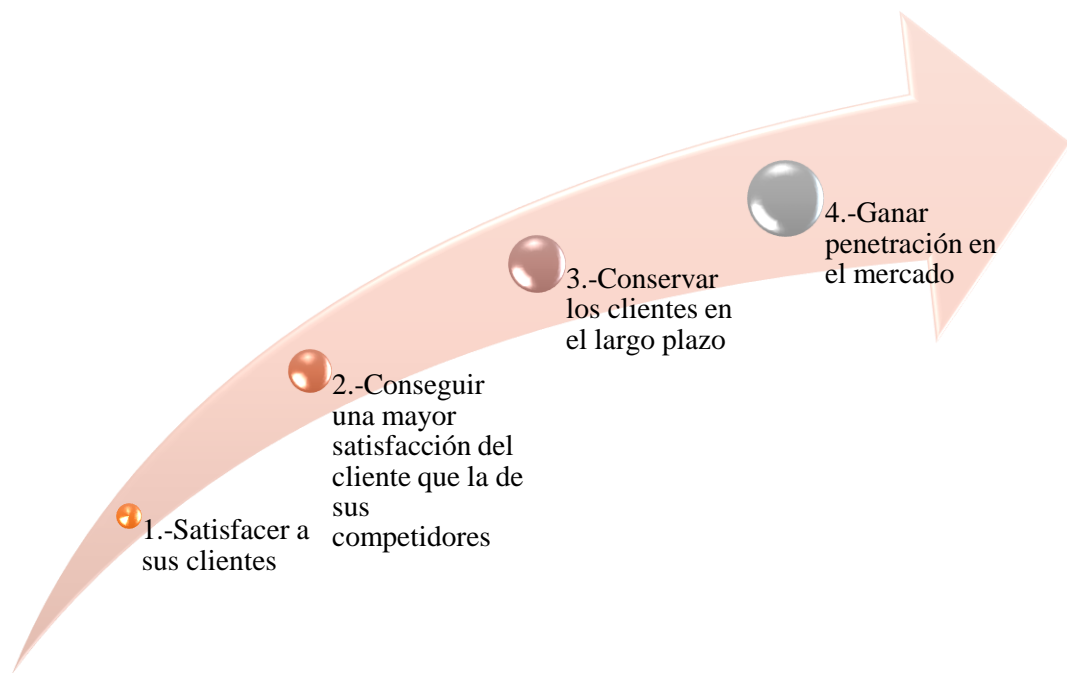 1.-Satisfacer a
sus clientes
2.-Conseguir
una mayor
satisfacción del
cliente que la de
sus
competidores
3.-Conservar
los clientes en
el largo plazo
4.-Ganar
penetración en
el mercado